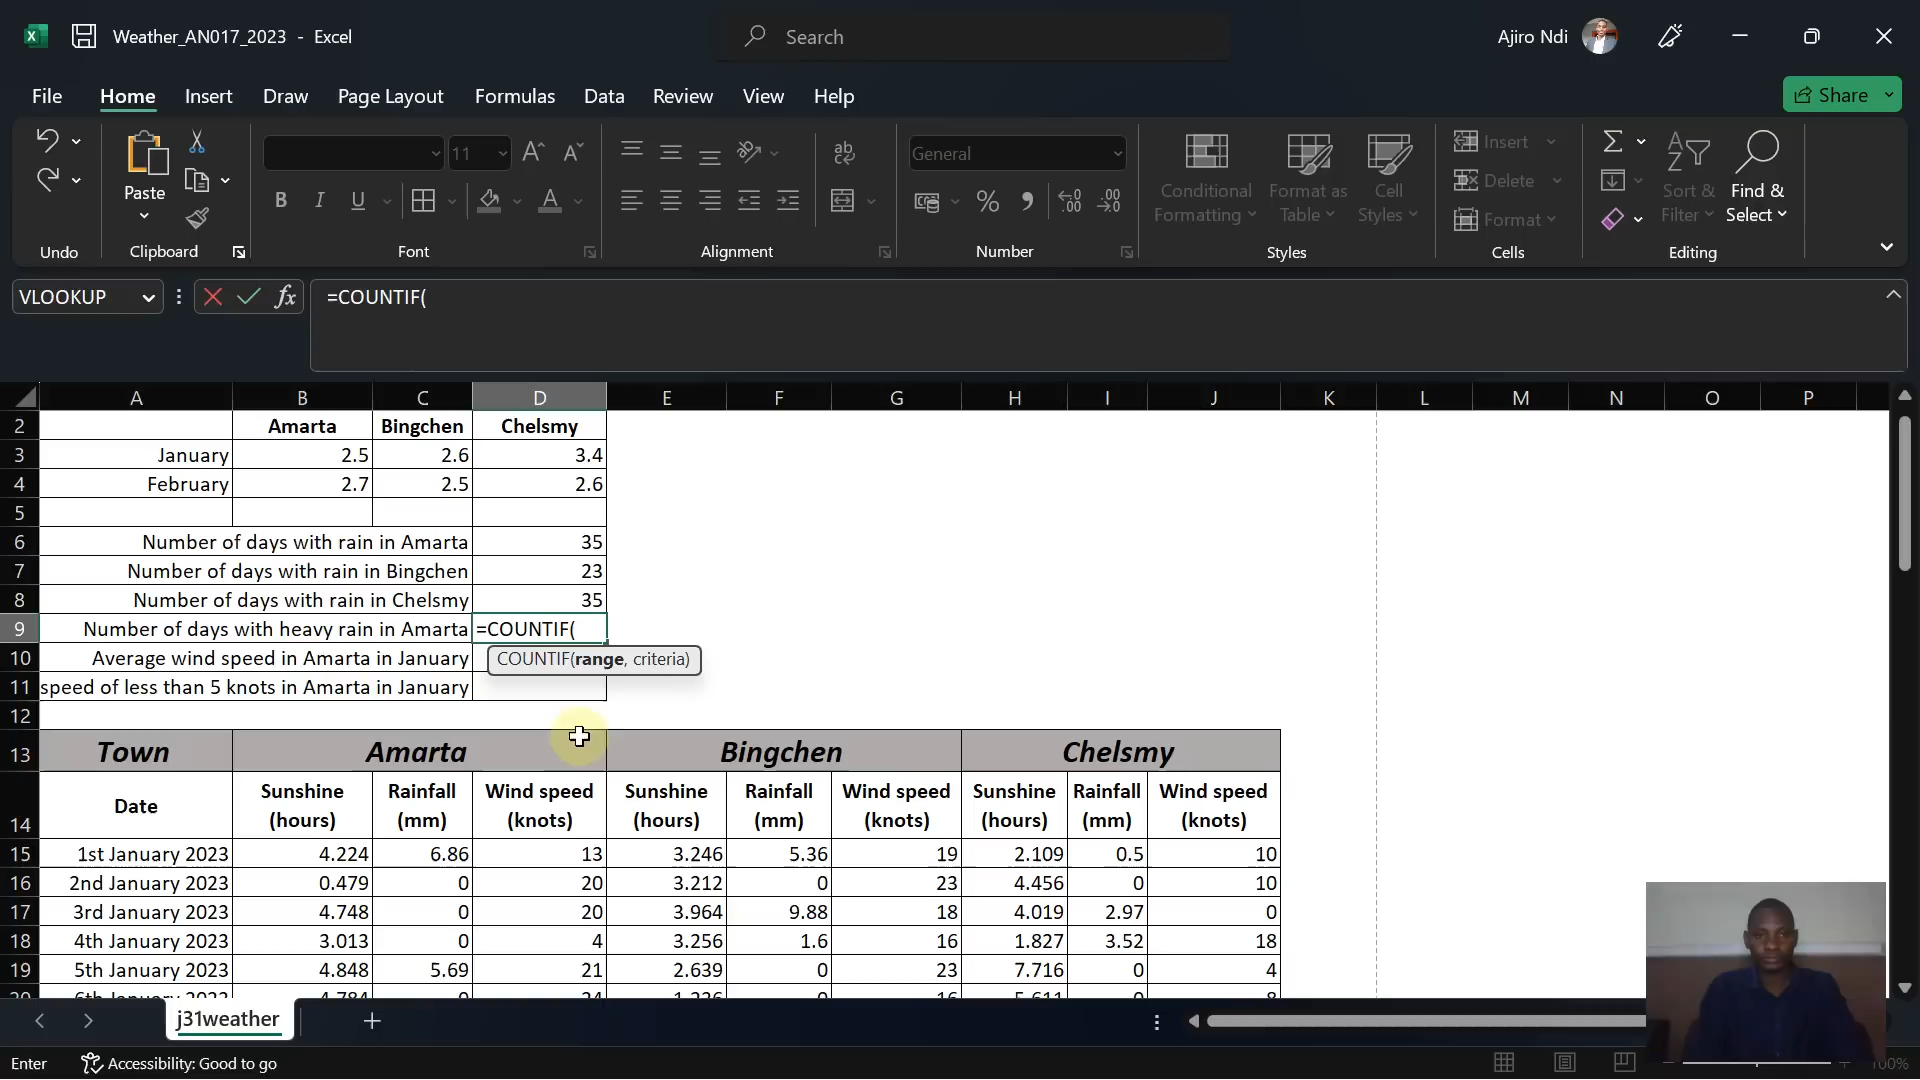 Weather_AN017_2023 - Excel
Search
Ajiro Ndi
File Home Insert Draw Page Layout Formulas Data Review View Help
Share
Paste
11
General
Conditional Formatting
Format as Table
Cell Styles
Insert
Delete
Format
Sort & Filter
Find & Select
Undo Clipboard Font Alignment Number Styles Cells Editing
VLOOKUP
fx
=COUNTIF(
A B C D E F G H I J K L M N O P
2 Amarta Bingchen Chelsmy
3 January 2.5 2.6 3.4
4 February 2.7 2.5 2.6
5
6 Number of days with rain in Amarta 35
7 Number of days with rain in Bingchen 23
8 Number of days with rain in Chelsmy 35
9 Number of days with heavy rain in Amarta =COUNTIF(
COUNTIF(range, criteria)
10 Average wind speed in Amarta in January
11 speed of less than 5 knots in Amarta in January
12
13 Town Amarta Bingchen Chelsmy
14 Date Sunshine (hours) Rainfall (mm) Wind speed (knots) Sunshine (hours) Rainfall (mm) Wind speed (knots) Sunshine (hours) Rainfall (mm) Wind speed (knots)
15 1st January 2023 4.224 6.86 13 3.246 5.36 19 2.109 0.5 10
16 2nd January 2023 0.479 0 20 3.212 0 23 4.456 0 10
17 3rd January 2023 4.748 0 20 3.964 9.88 18 4.019 2.97 0
18 4th January 2023 3.013 0 4 3.256 1.6 16 1.827 3.52 18
19 5th January 2023 4.848 5.69 21 2.639 0 23 7.716 0 4
j31weather
Enter
Accessibility: Good to go
100%